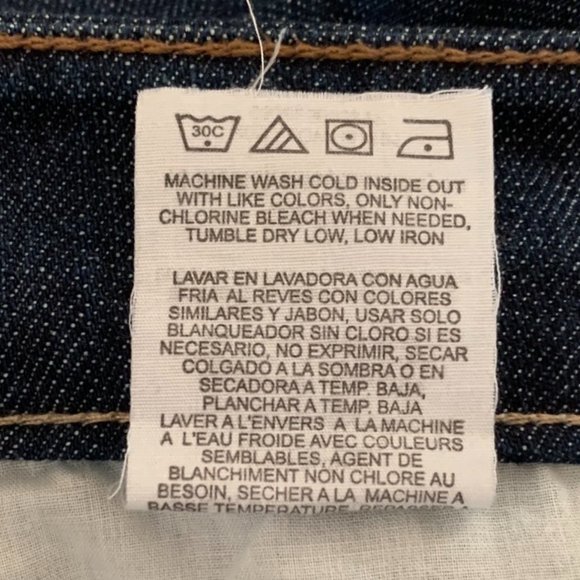 30C
MACHINE WASH COLD INSIDE OUT
WITH LIKE COLORS, ONLY NON-
CHLORINE BLEACH WHEN NEEDED,
TUMBLE DRY LOW, LOW IRON
LAVAR EN LAVADORA CON AGUA
FRIA AL REVES CON COLORES
SIMILARES Y JABON, USAR SOLO
BLANQUEADOR SIN CLORO SI ES
NECESARIO, NO EXPRIMIR, SECAR
COLGADO A LA SOMBRA O EN
SECADORA A TEMP. BAJA,
PLANCHAR A TEMP. BAJA
LAVER A L'ENVERS A LA MACHINE
A L'EAU FROIDE AVEC COULEURS
SEMBLABLES, AGENT DE
BLANCHIMENT NON CHLORE AU
BESOIN, SECHER A LA MACHINE A
BASSE TEMPERATURE,